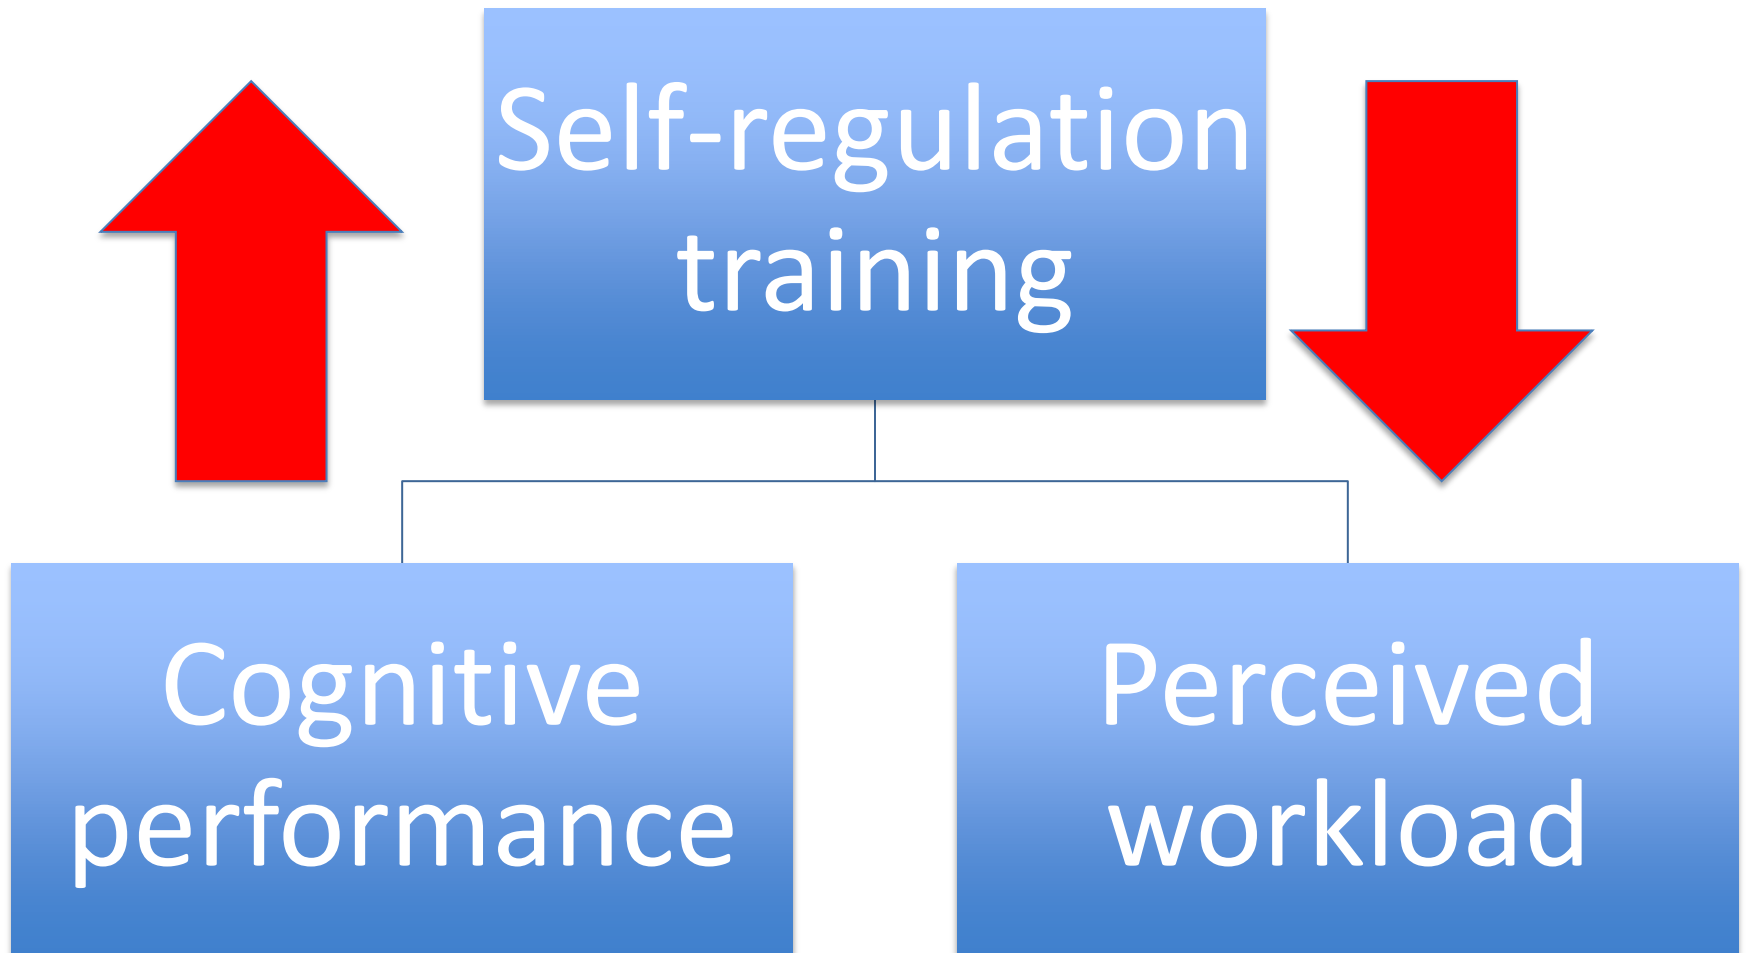 Self-regulation
training
Cognitive
performance
Perceived
workload